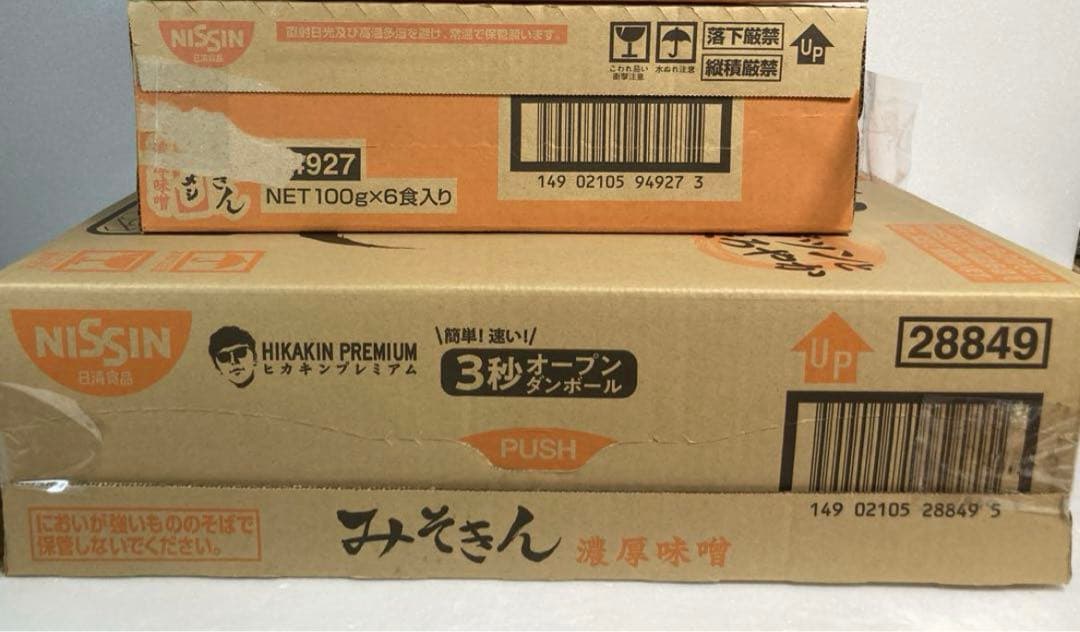 NISSIN
日清食品
直射日光及び高温多湿を避け、常温で保管願います。
こわれ易い
衝撃注意
水ぬれ注意
落下厳禁
縦積厳禁
UP
4927
NET100g×6食入り
149 02105 94927 3
NISSIN
日清食品
HIKAKIN PREMIUM
ヒカキンプレミアム
簡単!速い!
3秒オープン
ダンボール
UP
28849
PUSH
149 02105 28849 5
においが強いもののそばで
保管しないでください。
みそきん 濃厚味噌